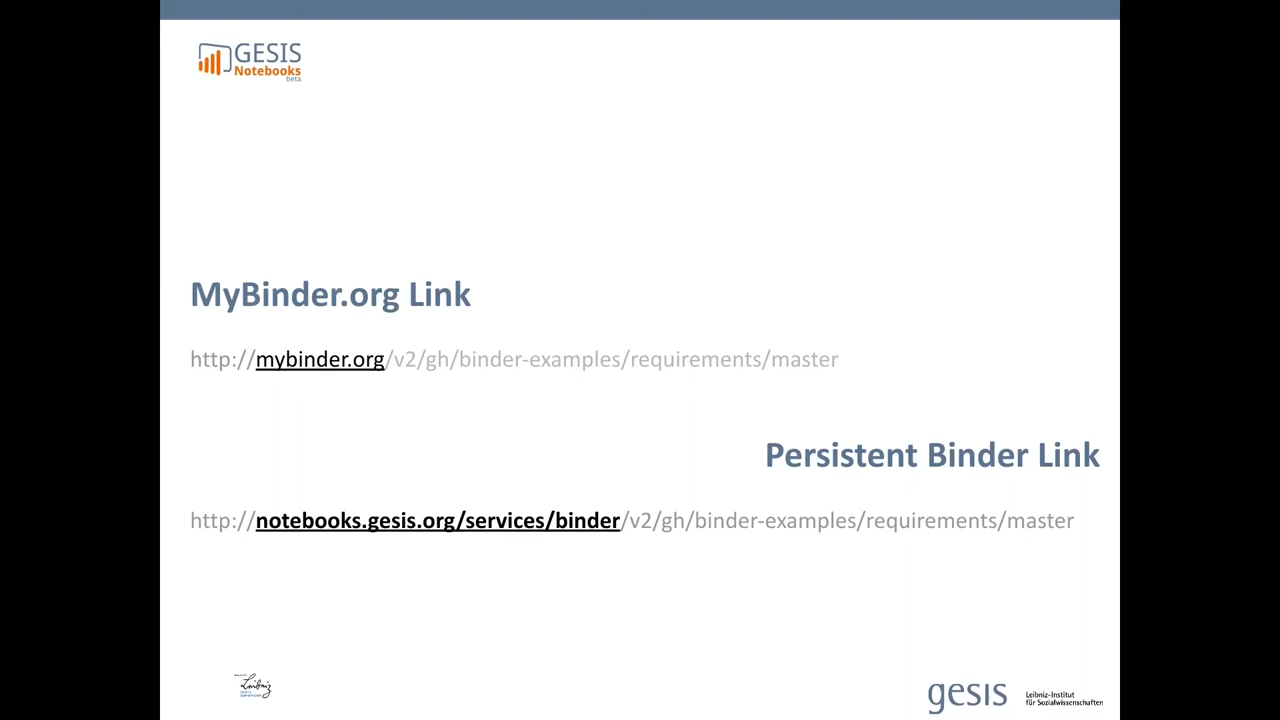 GESIS
Notebooks
beta
MyBinder.org Link
http://mybinder.org/v2/gh/binder-examples/requirements/master
Persistent Binder Link
http://notebooks.gesis.org/services/binder/v2/gh/binder-examples/requirements/master
Leibniz
gesis
Leibniz-Institut
für Sozialwissenschaften